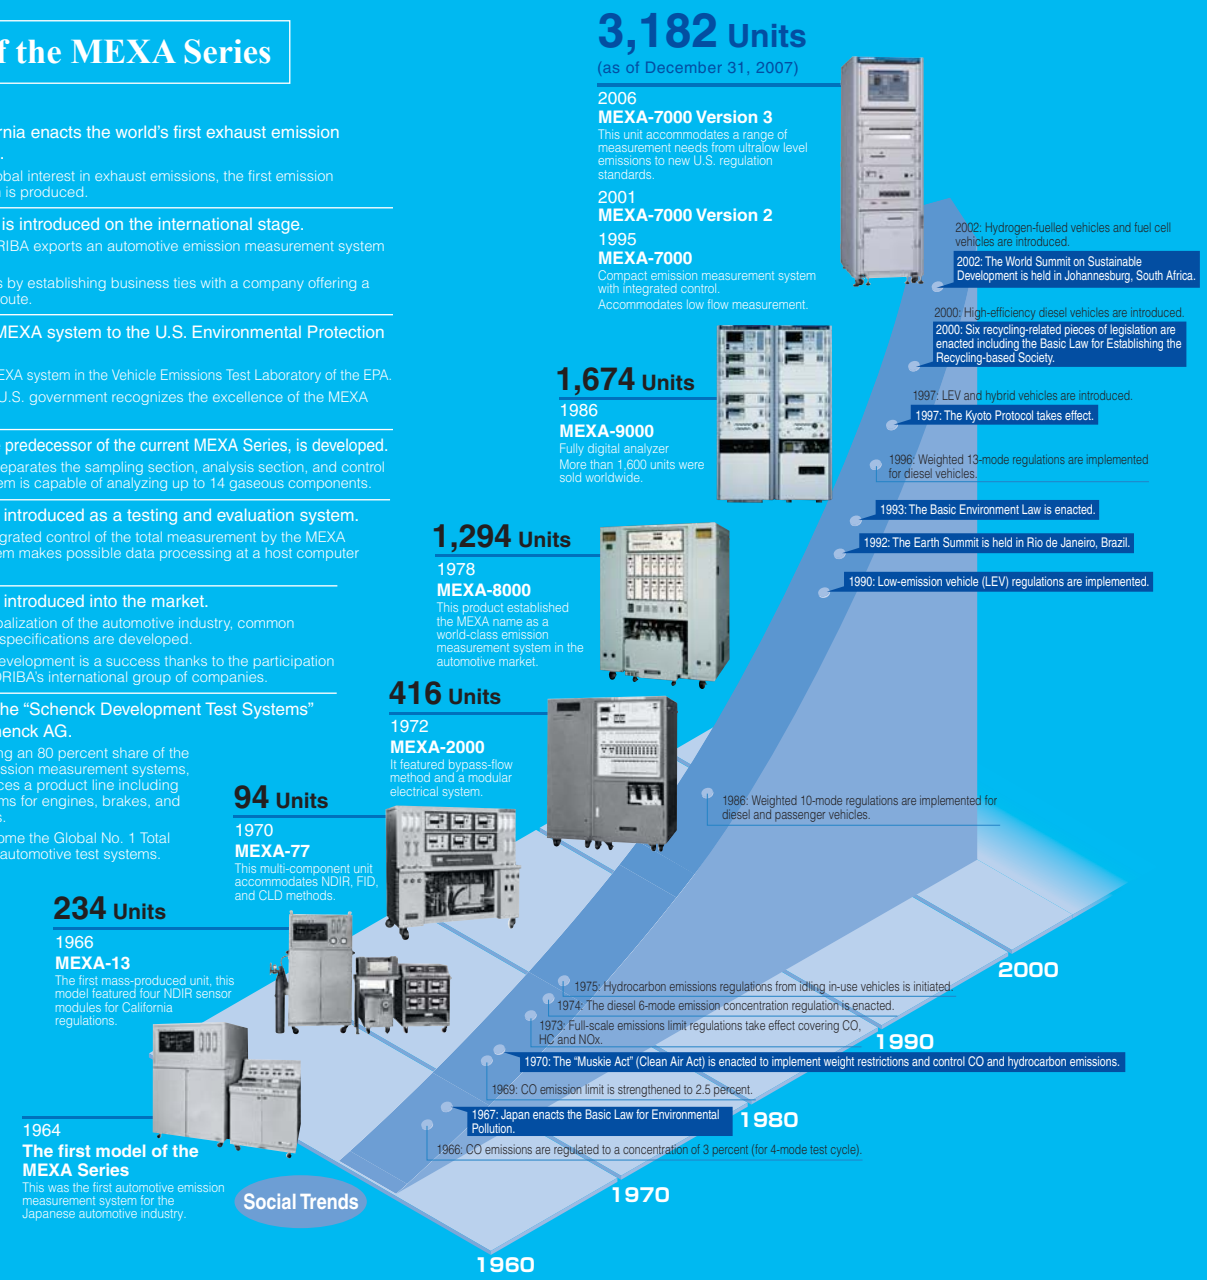 f the MEXA Series
rnia enacts the world's first exhaust emission
.
obal interest in exhaust emissions, the first emission
n is produced.
is introduced on the international stage.
RIBA exports an automotive emission measurement system
s by establishing business ties with a company offering a
oute.
MEXA system to the U.S. Environmental Protection
EXA system in the Vehicle Emissions Test Laboratory of the EPA.
U.S. government recognizes the excellence of the MEXA
e predecessor of the current MEXA Series, is developed.
eparates the sampling section, analysis section, and control
em is capable of analyzing up to 14 gaseous components.
introduced as a testing and evaluation system.
egrated control of the total measurement by the MEXA
em makes possible data processing at a host computer
introduced into the market.
balization of the automotive industry, common
specifications are developed.
evelopment is a success thanks to the participation
ORIBA's international group of companies.
he “Schenck Development Test Systems”
henck AG.
ng an 80 percent share of the
ission measurement systems,
ces a product line including
ms for engines, brakes, and
s.
ome the Global No. 1 Total
automotive test systems.
3,182 Units
(as of December 31, 2007)
2006
MEXA-7000 Version 3
This unit accommodates a range of
measurement needs from ultralow level
emissions to new U.S. regulation
standards.
2001
MEXA-7000 Version 2
1995
MEXA-7000
Compact emission measurement system
with integrated control.
Accommodates low flow measurement.
1,674 Units
1986
MEXA-9000
Fully digital analyzer
More than 1,600 units were
sold worldwide.
1,294 Units
1978
MEXA-8000
This product established
the MEXA name as a
world-class emission
measurement system in the
automotive market.
416 Units
1972
MEXA-2000
It featured bypass-flow
method and a modular
electrical system.
94 Units
1970
MEXA-77
This multi-component unit
accommodates NDIR, FID,
and CLD methods.
234 Units
1966
MEXA-13
The first mass-produced unit, this
model featured four NDIR sensor
modules for California
regulations.
1964
The first model of the
MEXA Series
This was the first automotive emission
measurement system for the
Japanese automotive industry.
Social Trends
2002: Hydrogen-fuelled vehicles and fuel cell
vehicles are introduced.
2002: The World Summit on Sustainable
Development is held in Johannesburg, South Africa.
2000: High-efficiency diesel vehicles are introduced.
2000: Six recycling-related pieces of legislation are
enacted including the Basic Law for Establishing the
Recycling-based Society.
1997: LEV and hybrid vehicles are introduced.
1997: The Kyoto Protocol takes effect.
1996: Weighted 13-mode regulations are implemented
for diesel vehicles.
1993: The Basic Environment Law is enacted.
1992: The Earth Summit is held in Rio de Janeiro, Brazil.
1990: Low-emission vehicle (LEV) regulations are implemented.
1986: Weighted 10-mode regulations are implemented for
diesel and passenger vehicles.
1975: Hydrocarbon emissions regulations from idling in-use vehicles is initiated.
1974: The diesel 6-mode emission concentration regulation is enacted.
1973: Full-scale emissions limit regulations take effect covering CO,
HC and NOx.
1970: The “Muskie Act” (Clean Air Act) is enacted to implement weight restrictions and control CO and hydrocarbon emissions.
1969: CO emission limit is strengthened to 2.5 percent.
1967: Japan enacts the Basic Law for Environmental
Pollution.
1966: CO emissions are regulated to a concentration of 3 percent (for 4-mode test cycle).
2000
1990
1980
1970
1960